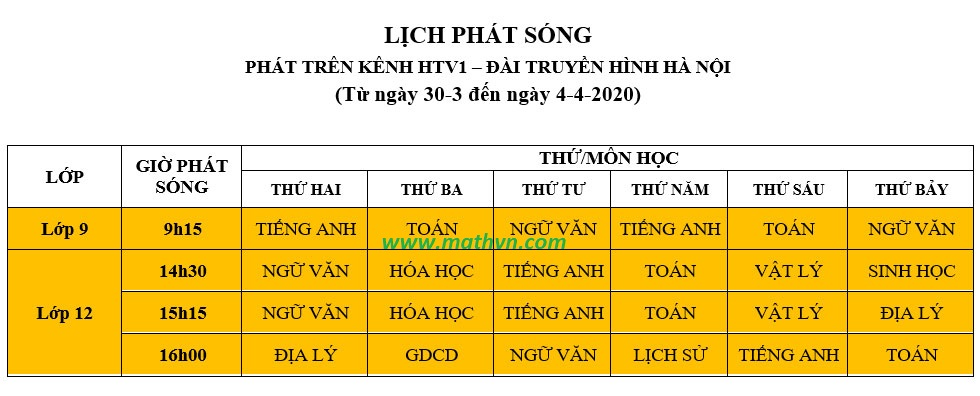 LỊCH PHÁT SÓNG
PHÁT TRÊN KÊNH HTV1 – ĐÀI TRUYỀN HÌNH HÀ NỘI
(Từ ngày 30-3 đến ngày 4-4-2020)
LỚP GIỜ PHÁT SÓNG THỨ/MÔN HỌC
THỨ HAI THỨ BA THỨ TƯ THỨ NĂM THỨ SÁU THỨ BẢY
Lớp 9 9h15 TIẾNG ANH TOÁN NGỮ VĂN TIẾNG ANH TOÁN NGỮ VĂN
www.mathvn.com
Lớp 12 14h30 NGỮ VĂN HÓA HỌC TIẾNG ANH TOÁN VẬT LÝ SINH HỌC
15h15 NGỮ VĂN HÓA HỌC TIẾNG ANH TOÁN VẬT LÝ ĐỊA LÝ
16h00 ĐỊA LÝ GDCD NGỮ VĂN LỊCH SỬ TIẾNG ANH TOÁN